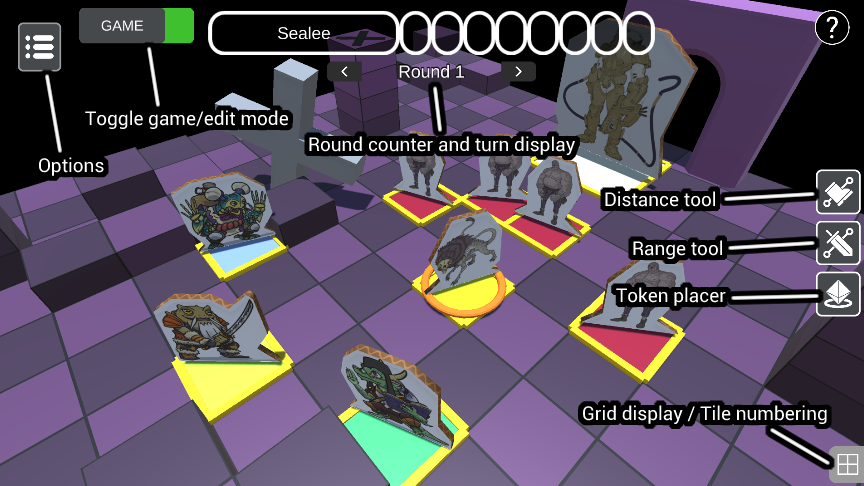 GAME
Sealee
?
Round 1
Toggle game/edit mode
Round counter and turn display
Options
Distance tool
Range tool
Token placer
Grid display / Tile numbering